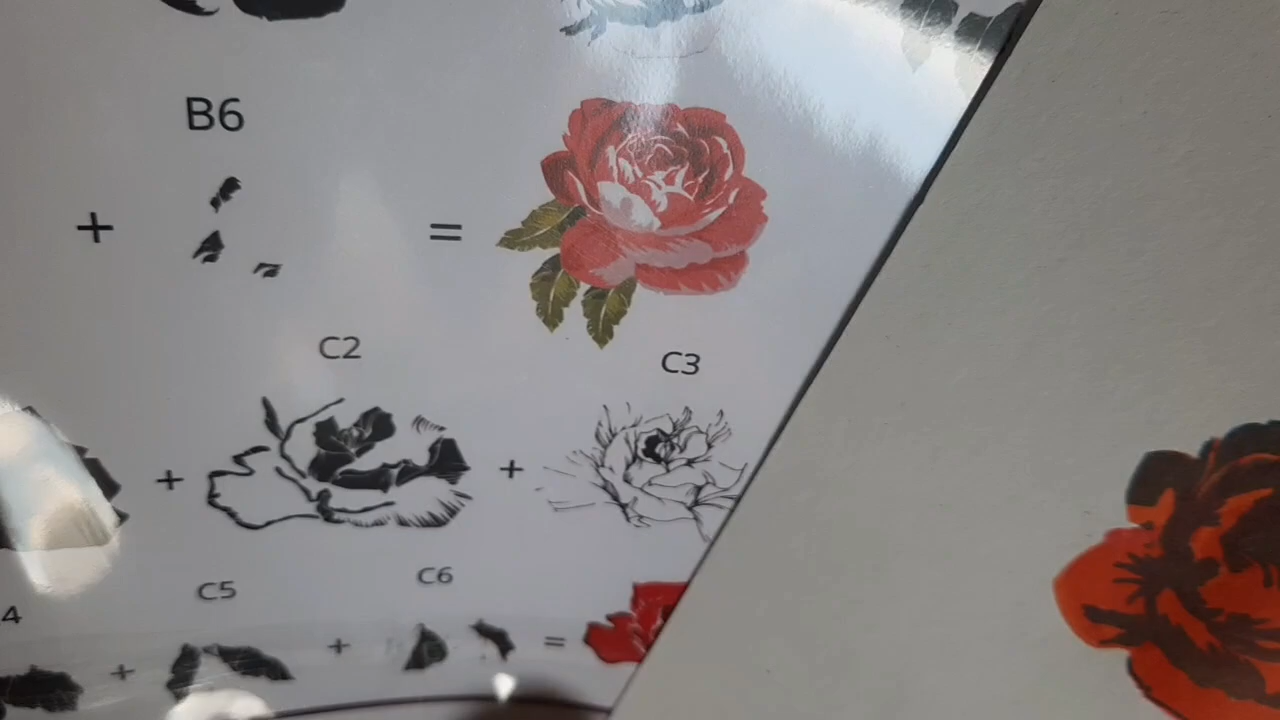 B6
+ =
C2 C3
+ +
C5 C6
4
+ + =